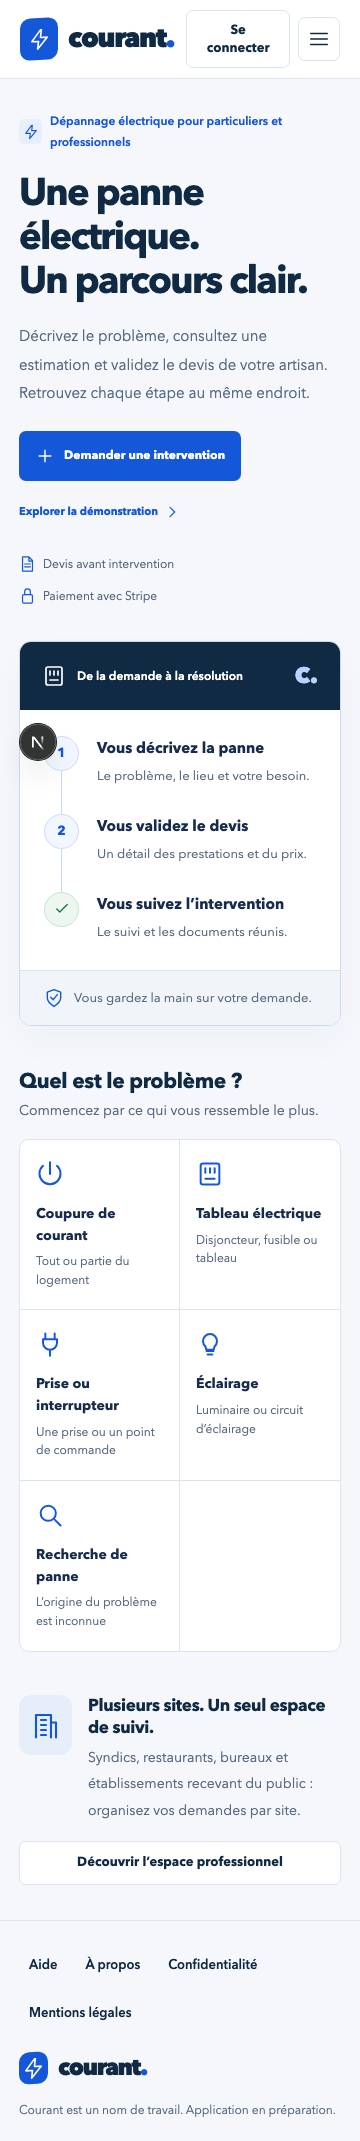 courant.
Se
connecter
Dépannage électrique pour particuliers et
professionnels
Une panne
électrique.
Un parcours clair.
Décrivez le problème, consultez une
estimation et validez le devis de votre artisan.
Retrouvez chaque étape au même endroit.
Demander une intervention
Explorer la démonstration
Devis avant intervention
Paiement avec Stripe
De la demande à la résolution
c.
N
1
Vous décrivez la panne
Le problème, le lieu et votre besoin.
2
Vous validez le devis
Un détail des prestations et du prix.
Vous suivez l’intervention
Le suivi et les documents réunis.
Vous gardez la main sur votre demande.
Quel est le problème ?
Commencez par ce qui vous ressemble le plus.
Coupure de
courant
Tout ou partie du
logement
Tableau électrique
Disjoncteur, fusible ou
tableau
Prise ou
interrupteur
Une prise ou un point
de commande
Éclairage
Luminaire ou circuit
d’éclairage
Recherche de
panne
L’origine du problème
est inconnue
Plusieurs sites. Un seul espace
de suivi.
Syndics, restaurants, bureaux et
établissements recevant du public :
organisez vos demandes par site.
Découvrir l’espace professionnel
Aide À propos Confidentialité
Mentions légales
courant.
Courant est un nom de travail. Application en préparation.